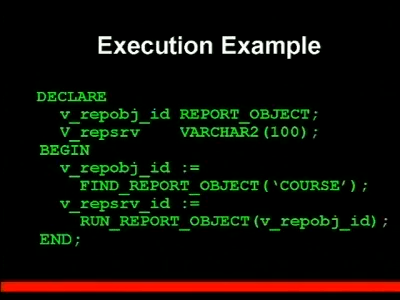 Execution Example
DECLARE
v_repobj_id REPORT_OBJECT;
V_repsrv VARCHAR2(100);
BEGIN
v_repobj_id :=
FIND_REPORT_OBJECT(‘COURSE’);
v_repsrv_id :=
RUN_REPORT_OBJECT(v_repobj_id);
END;